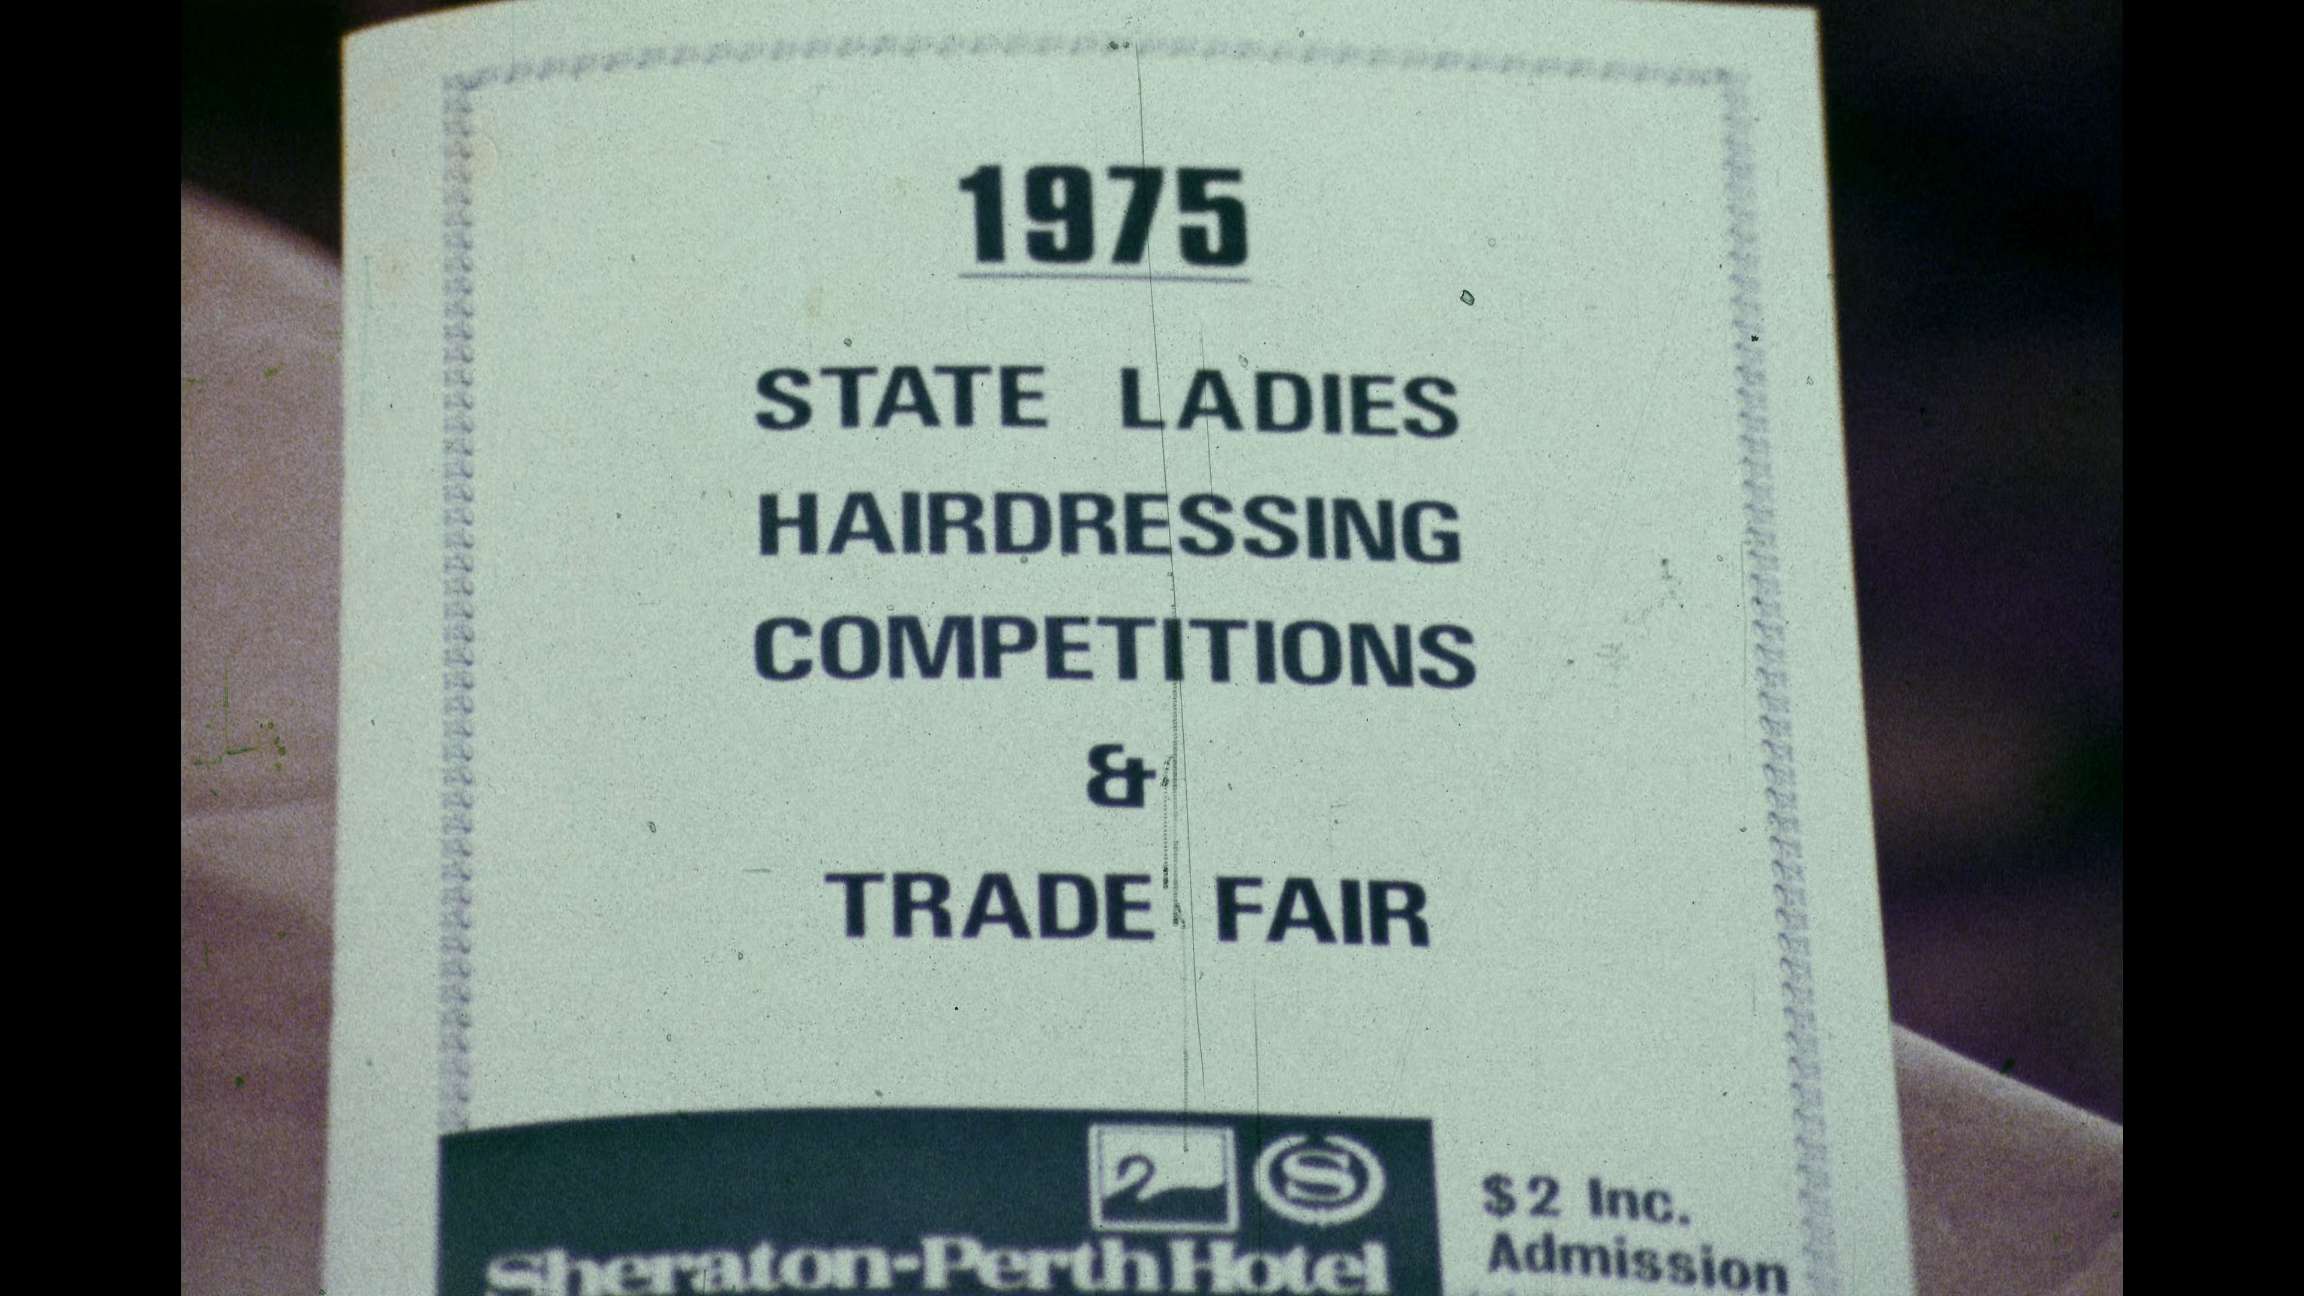 1975
STATE LADIES
HAIRDRESSING
COMPETITIONS
&
TRADE FAIR
Sheraton-Perth Hotel
$2 Inc.
Admission